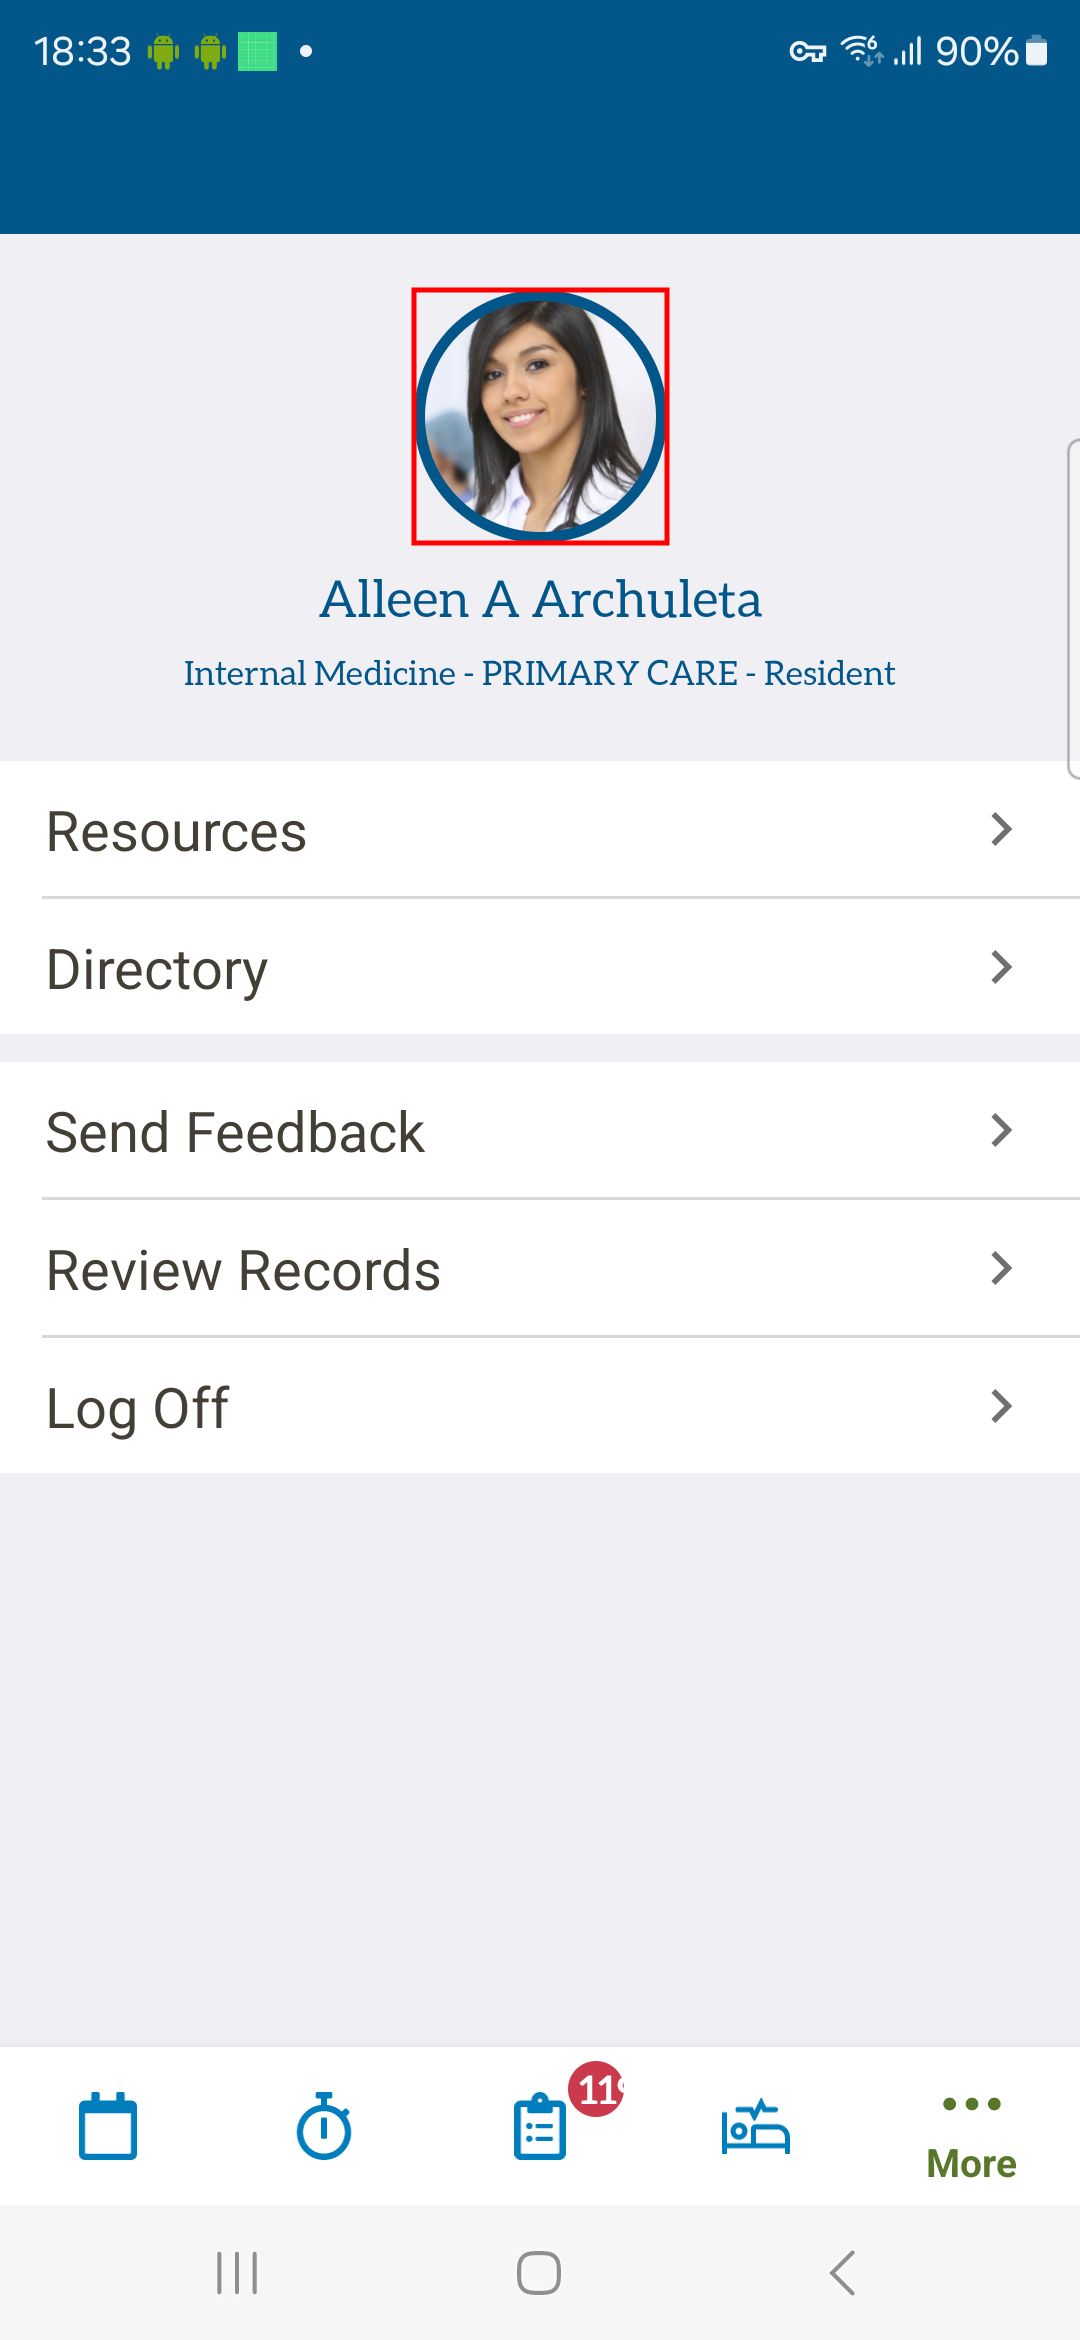 18:33
90%
Alleen A Archuleta
Internal Medicine - PRIMARY CARE - Resident
Resources
Directory
Send Feedback
Review Records
Log Off
11
More